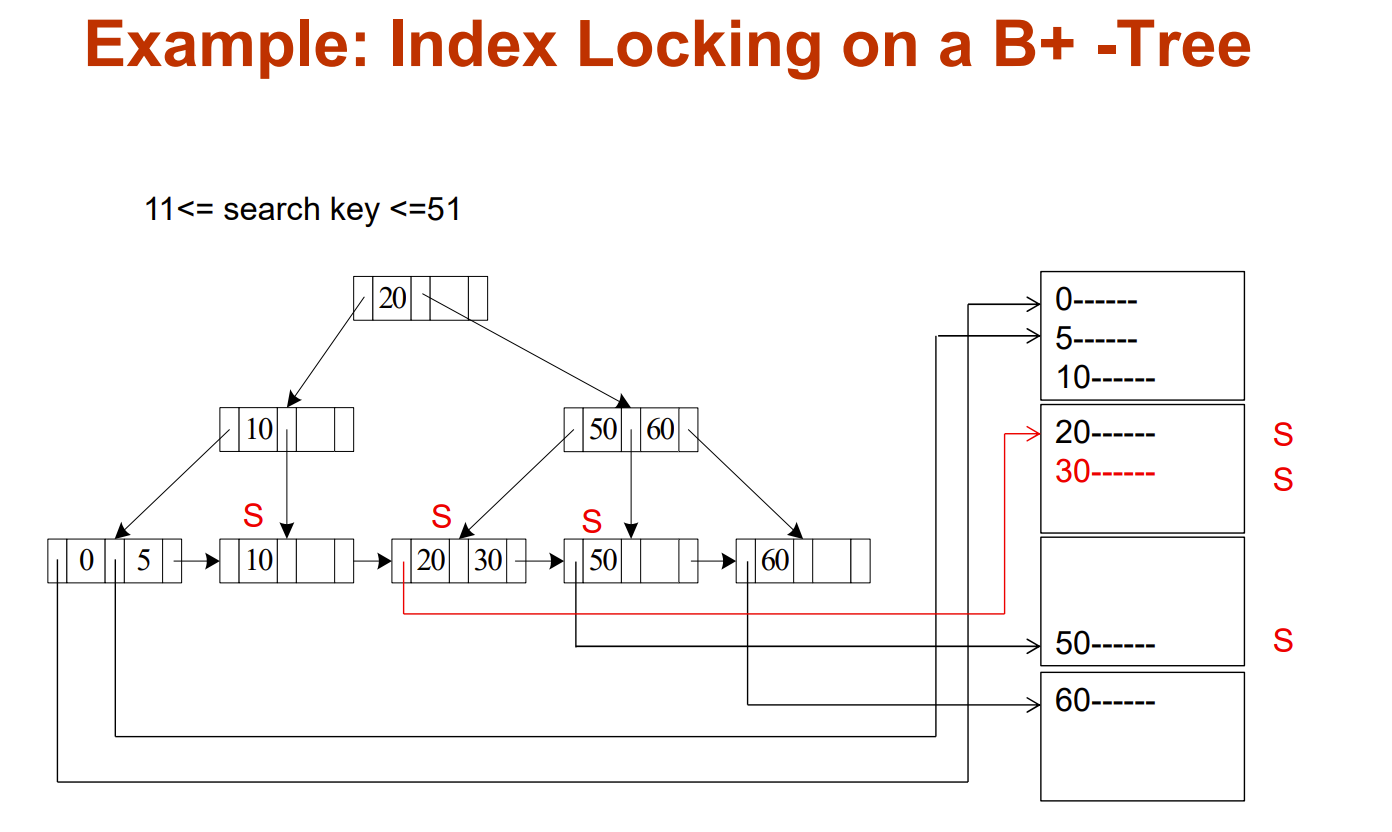 Example: Index Locking on a B+ -Tree
11<= search key <=51
20
10
50 60
S S S
0 5
10
20 30
50
60
0------
5------
10------
20------ S
30------ S
50------ S
60------